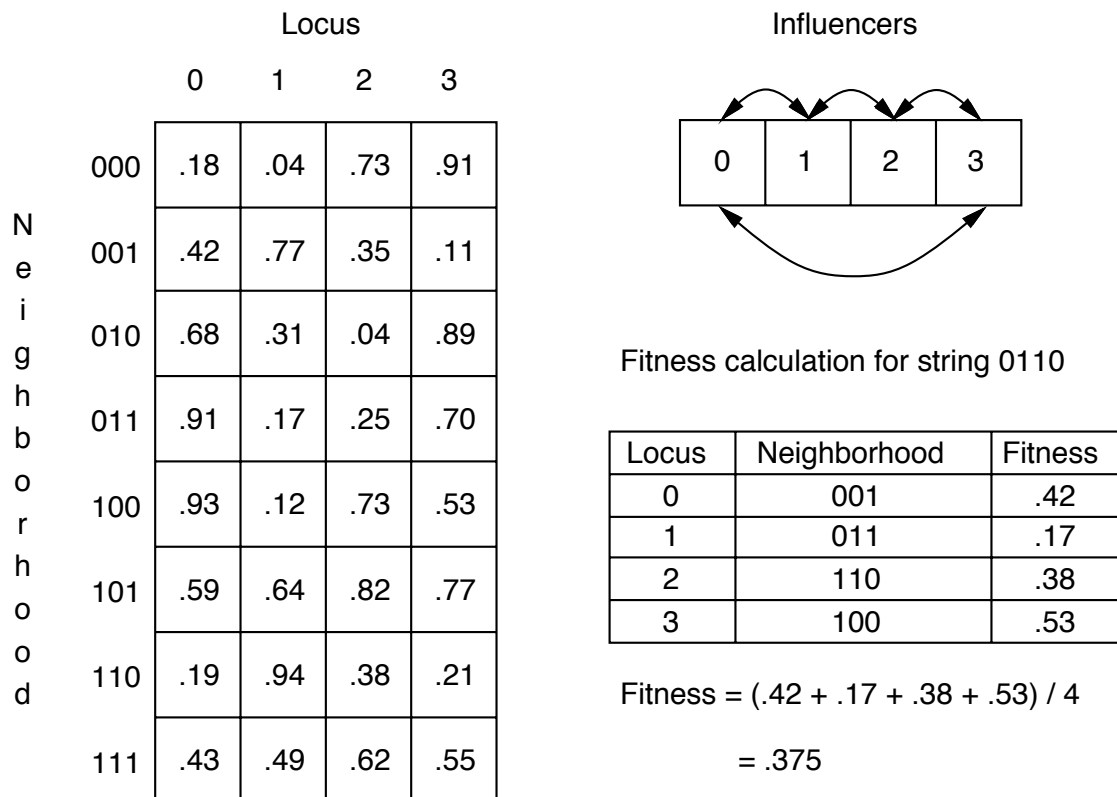 Locus
0 1 2 3
Neighborhood
000 .18 .04 .73 .91
001 .42 .77 .35 .11
010 .68 .31 .04 .89
011 .91 .17 .25 .70
100 .93 .12 .73 .53
101 .59 .64 .82 .77
110 .19 .94 .38 .21
111 .43 .49 .62 .55
Influencers
0 1 2 3
Fitness calculation for string 0110
Locus Neighborhood Fitness
0 001 .42
1 011 .17
2 110 .38
3 100 .53
Fitness = (.42 + .17 + .38 + .53) / 4
= .375